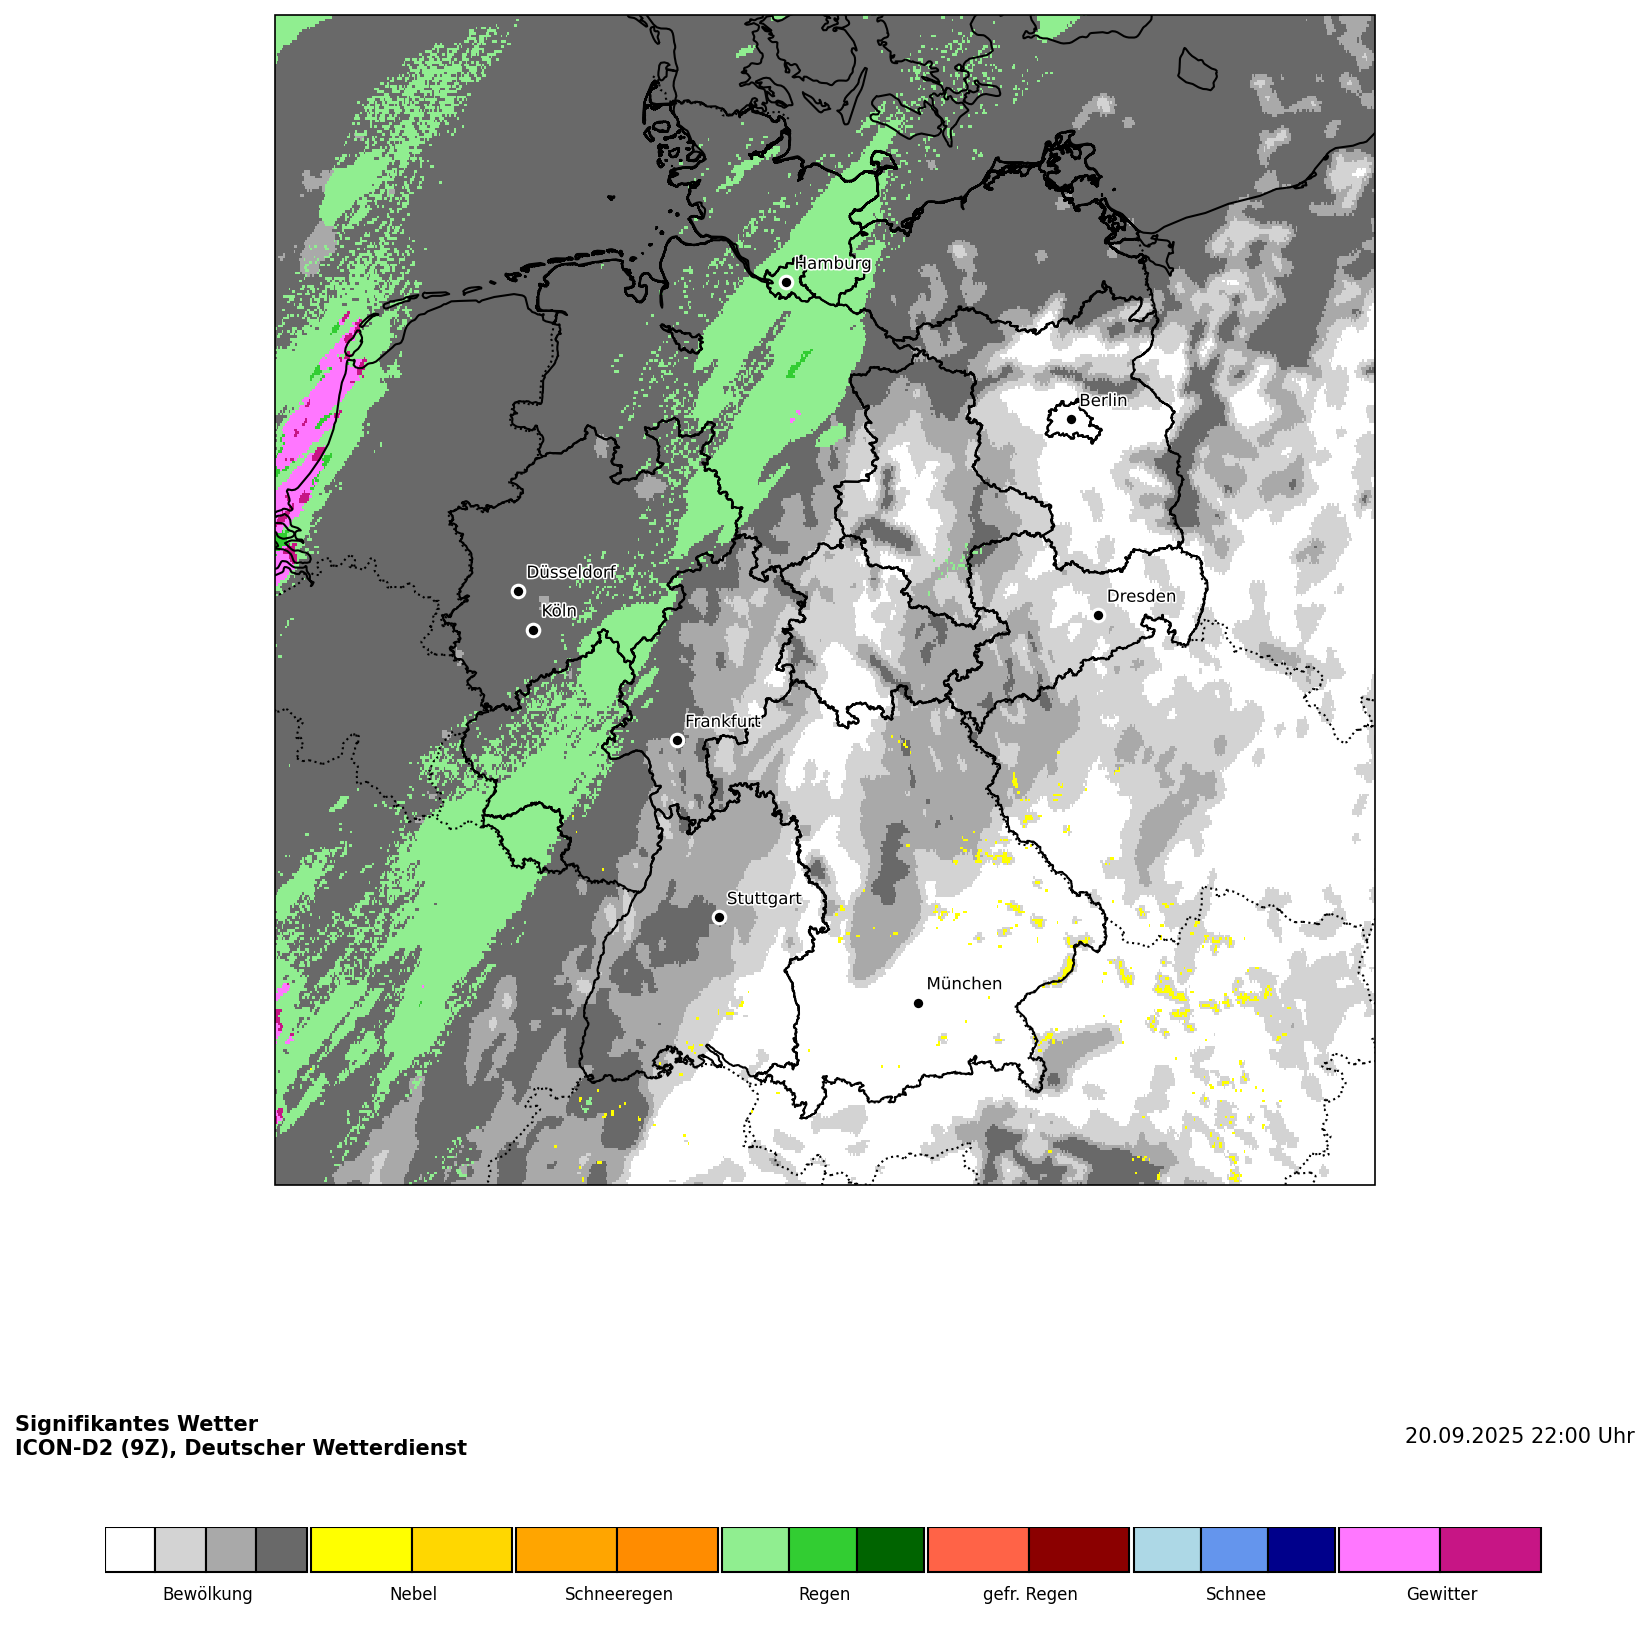 Hamburg
Berlin
Düsseldorf
Köln
Dresden
Frankfurt
Stuttgart
München
Signifikantes Wetter
ICON-D2 (9Z), Deutscher Wetterdienst
20.09.2025 22:00 Uhr
Bewölkung Nebel Schneeregen Regen gefr. Regen Schnee Gewitter